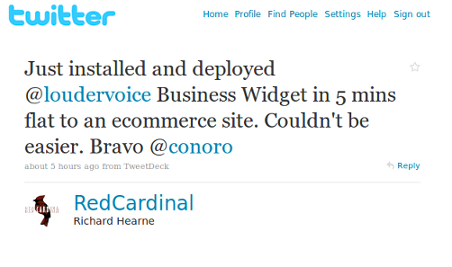 twitter
Home Profile Find People Settings Help Sign out
Just installed and deployed
@loudervoice Business Widget in 5 mins
flat to an ecommerce site. Couldn't be
easier. Bravo @conoro
about 5 hours ago from TweetDeck
Reply
RedCardinal
Richard Hearne